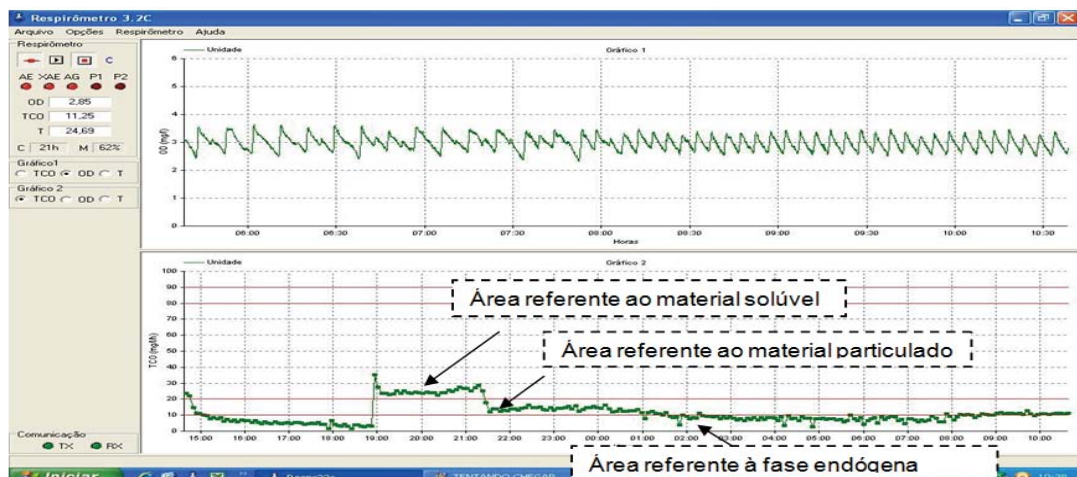 Respirômetro 3.2C
Arquivo Opções Respirômetro Ajuda
Respirômetro
C
AE XAE AG P1 P2
OD 2,85
TCO 11,25
T 24,69
C 21h M 62%
Gráfico1
TCO OD T
Gráfico 2
TCO OD T
Unidade
Gráfico 1
OD (mg/l)
6
5
4
3
2
1
0
06:00 06:30 07:00 07:30 08:00 08:30 09:00 09:30 10:00 10:30
Horas
Unidade
Gráfico 2
TCO (mg/l/h)
100
90
80
70
60
50
40
30
20
10
0
Área referente ao material solúvel
Área referente ao material particulado
Área referente à fase endógena
15:00 16:00 17:00 18:00 19:00 20:00 21:00 22:00 23:00 00:00 01:00 02:00 03:00 04:00 05:00 06:00 07:00 08:00 09:00 10:00
Comunicação
TX RX
Iniciar
TENTANDO CHEGAR